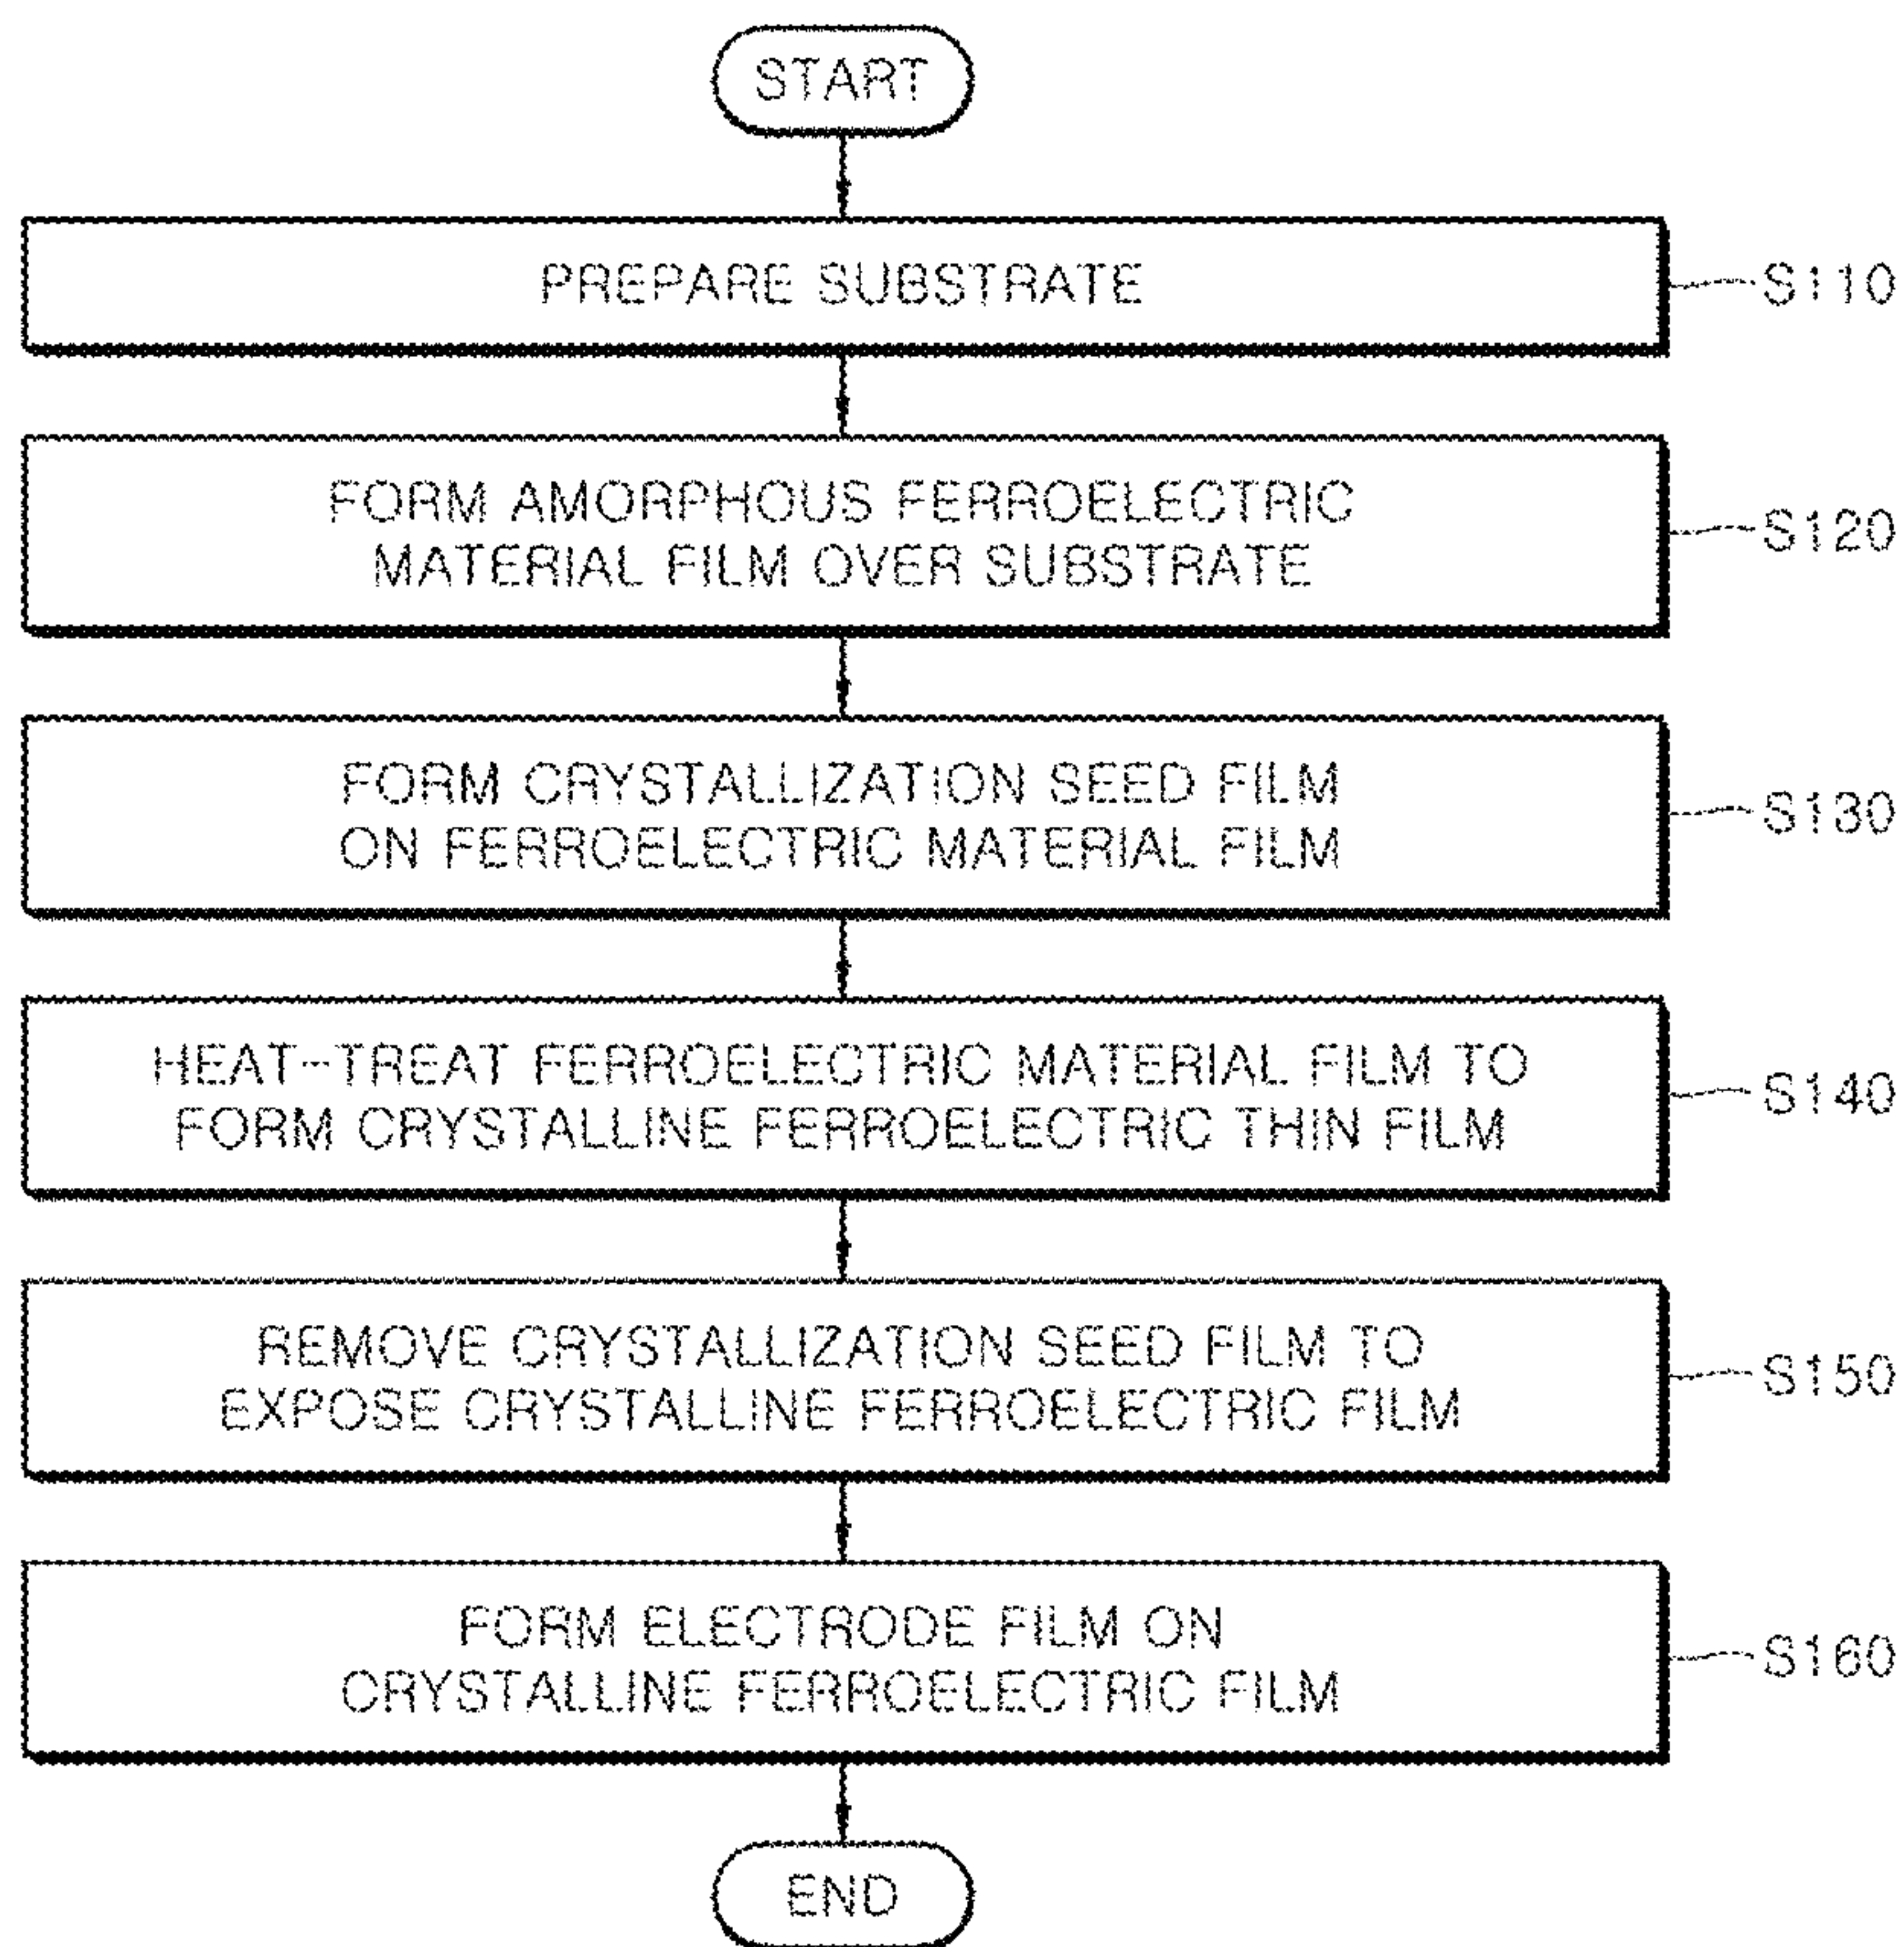 START
PREPARE SUBSTRATE
S110
FORM AMORPHOUS FERROELECTRIC
MATERIAL FILM OVER SUBSTRATE
S120
FORM CRYSTALLIZATION SEED FILM
ON FERROELECTRIC MATERIAL FILM
S130
HEAT-TREAT FERROELECTRIC MATERIAL FILM TO
FORM CRYSTALLINE FERROELECTRIC THIN FILM
S140
REMOVE CRYSTALLIZATION SEED FILM TO
EXPOSE CRYSTALLINE FERROELECTRIC FILM
S150
FORM ELECTRODE FILM ON
CRYSTALLINE FERROELECTRIC FILM
S160
END